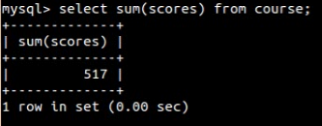 mysql> select sum(scores) from course;
+-------------+
| sum(scores) |
+-------------+
|         517 |
+-------------+
1 row in set (0.00 sec)